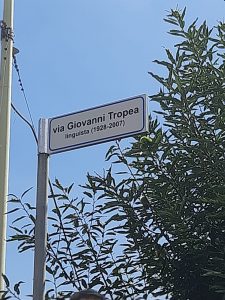 via Giovanni Tropea
linguista (1928-2007)